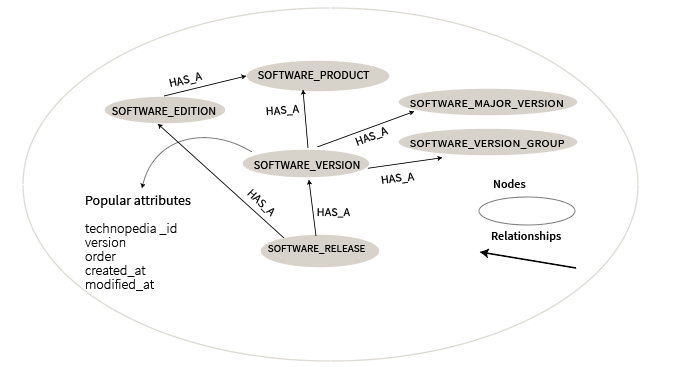 SOFTWARE_PRODUCT
HAS_A
SOFTWARE_EDITION
HAS_A
SOFTWARE_MAJOR_VERSION
HAS_A
SOFTWARE_VERSION_GROUP
SOFTWARE_VERSION
HAS_A
Nodes
Popular attributes
HAS_A
HAS_A
technopedia _id
version
order
created_at
modified_at
Relationships
SOFTWARE_RELEASE